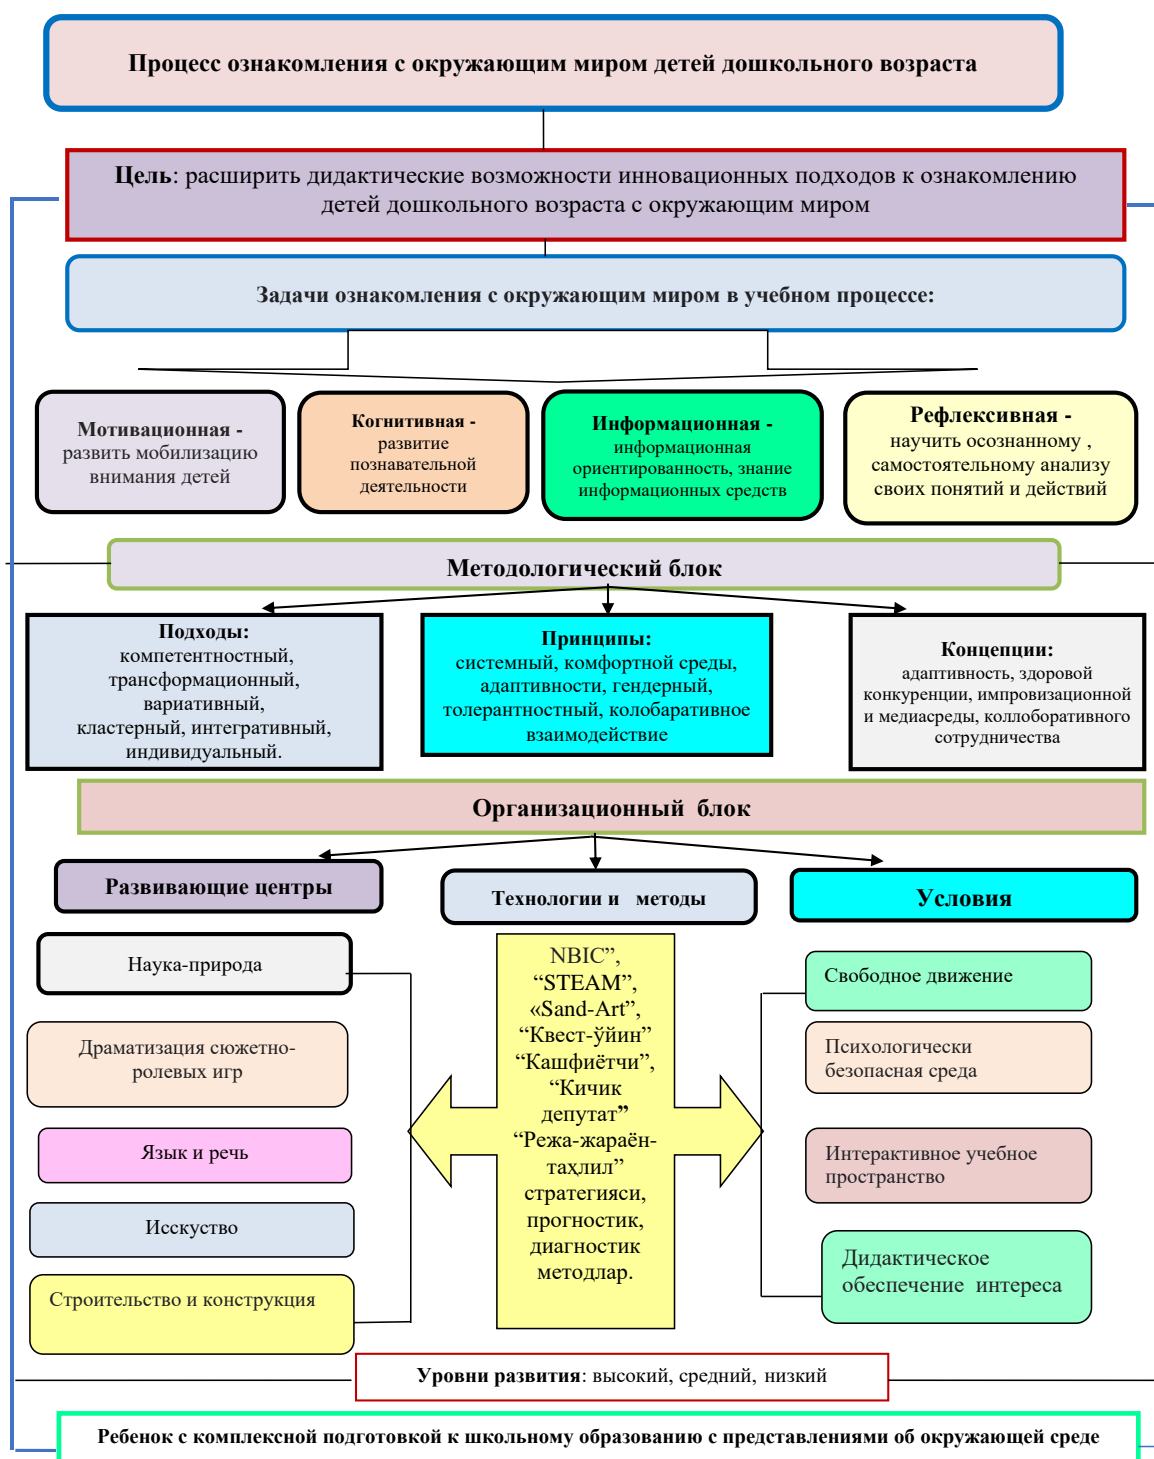 Процесс ознакомления с окружающим миром детей дошкольного возраста
Цель: расширить дидактические возможности инновационных подходов к ознакомлению
детей дошкольного возраста с окружающим миром
Задачи ознакомления с окружающим миром в учебном процессе:
Мотивационная -
развить мобилизацию
внимания детей
Когнитивная -
развитие
познавательной
деятельности
Информационная -
информационная
ориентированность, знание
информационных средств
Рефлексивная -
научить осознанному ,
самостоятельному анализу
своих понятий и действий
Методологический блок
Подходы:
компетентностный,
трансформационный,
вариативный,
кластерный, интегративный,
индивидуальный.
Принципы:
системный, комфортной среды,
адаптивности, гендерный,
толерантностный, колобаративное
взаимодействие
Концепции:
адаптивность, здоровой
конкуренции, импровизационной
и медиасреды, коллоборативного
сотрудничества
Организационный блок
Развивающие центры
Технологии и методы
Условия
Наука-природа
Драматизация сюжетно-
ролевых игр
Язык и речь
Исскуство
Строительство и конструкция
NBIC”,
“STEAM”,
«Sand-Art”,
“Квест-ўйин”
“Кашфиётчи”,
“Кичик
депутат”
“Режа-жараён-
таҳлил”
стратегияси,
прогностик,
диагностик
методлар.
Свободное движение
Психологически
безопасная среда
Интерактивное учебное
пространство
Дидактическое
обеспечение интереса
Уровни развития: высокий, средний, низкий
Ребенок с комплексной подготовкой к школьному образованию с представлениями об окружающей среде